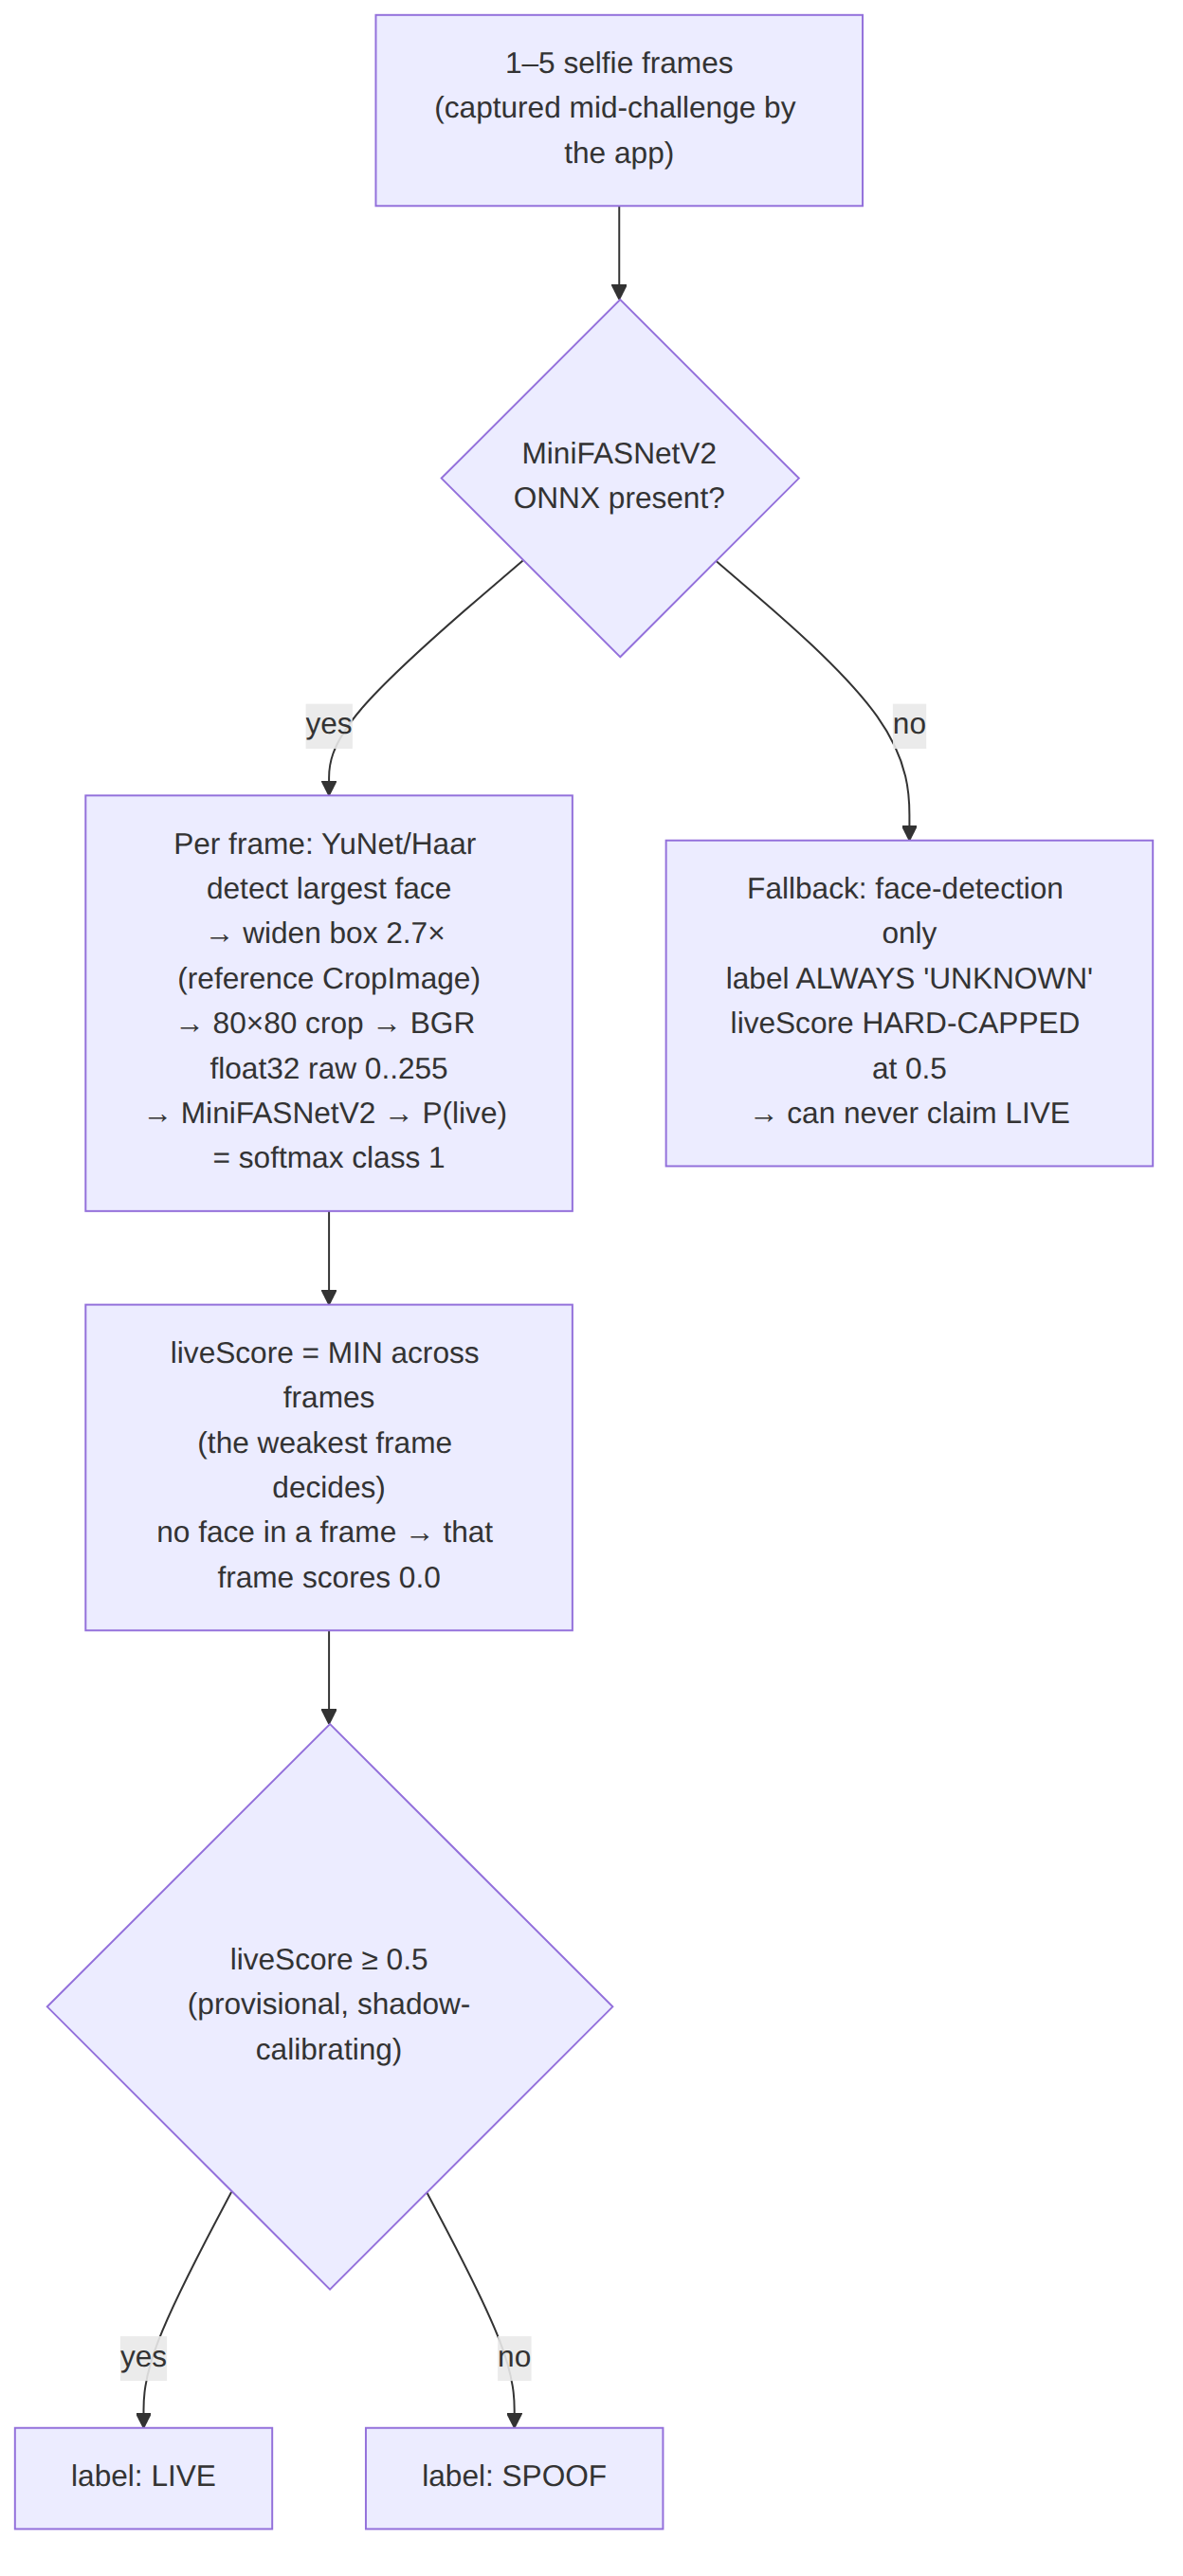 1–5 selfie frames
(captured mid-challenge by
the app)
MiniFASNetV2
ONNX present?
yes
no
Per frame: YuNet/Haar
detect largest face
→ widen box 2.7×
(reference CropImage)
→ 80×80 crop → BGR
float32 raw 0..255
→ MiniFASNetV2 → P(live)
= softmax class 1
Fallback: face-detection
only
label ALWAYS 'UNKNOWN'
liveScore HARD-CAPPED
at 0.5
→ can never claim LIVE
liveScore = MIN across
frames
(the weakest frame
decides)
no face in a frame → that
frame scores 0.0
liveScore ≥ 0.5
(provisional, shadow-
calibrating)
yes
no
label: LIVE
label: SPOOF